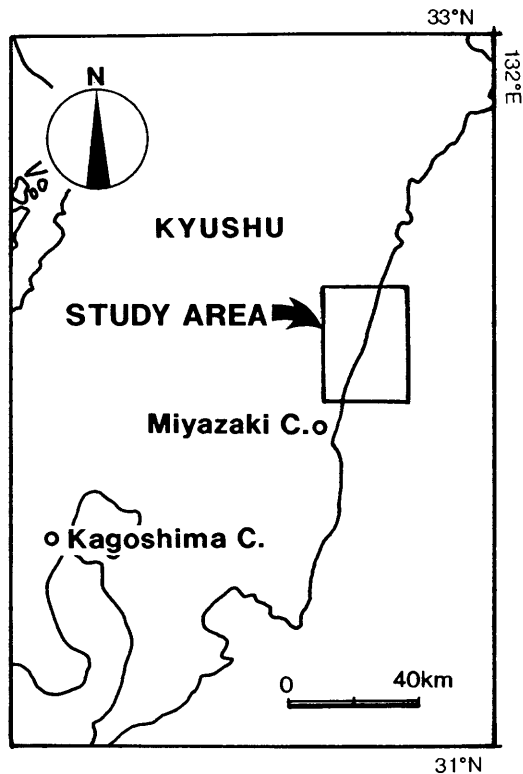 33°N
132°E
N
KYUSHU
STUDY AREA
Miyazaki C.
Kagoshima C.
0 40km
31°N